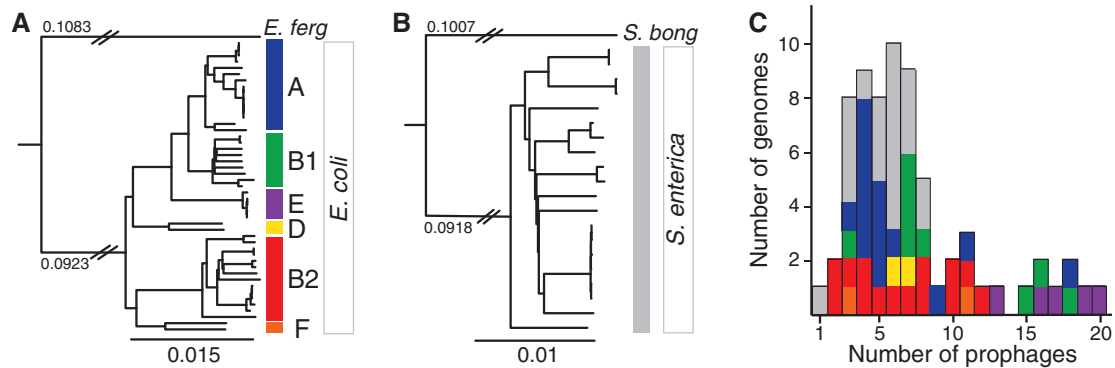 A
0.1083
E. ferg
A
B1
E
D
B2
F
E. coli
0.0923
0.015
B
0.1007
S. bong
S. enterica
0.0918
0.01
C
Number of genomes
10
8
6
4
2
1
5
10
15
20
Number of prophages